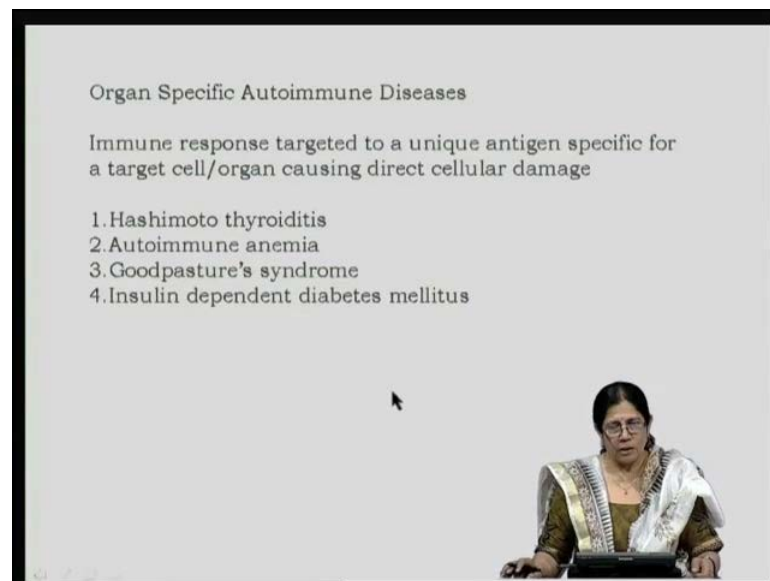 Organ Specific Autoimmune Diseases
Immune response targeted to a unique antigen specific for
a target cell/organ causing direct cellular damage
1.Hashimoto thyroiditis
2.Autoimmune anemia
3.Goodpasture's syndrome
4.Insulin dependent diabetes mellitus